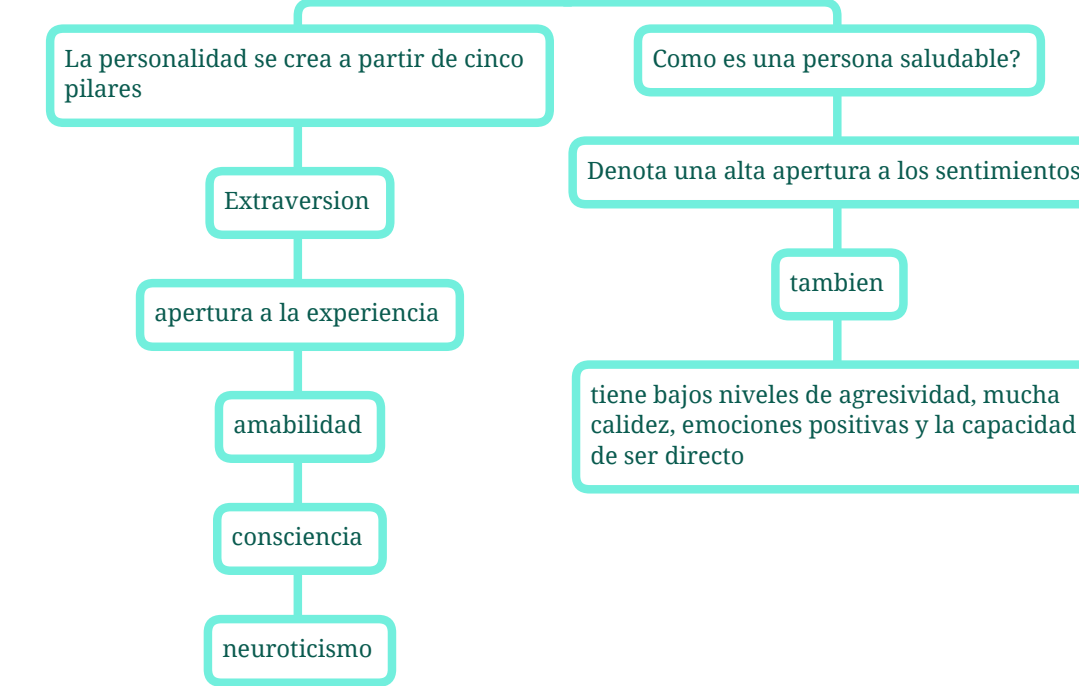 La personalidad se crea a partir de cinco
pilares
Extraversion
apertura a la experiencia
amabilidad
consciencia
neuroticismo
Como es una persona saludable?
Denota una alta apertura a los sentimientos
tambien
tiene bajos niveles de agresividad, mucha
calidez, emociones positivas y la capacidad
de ser directo